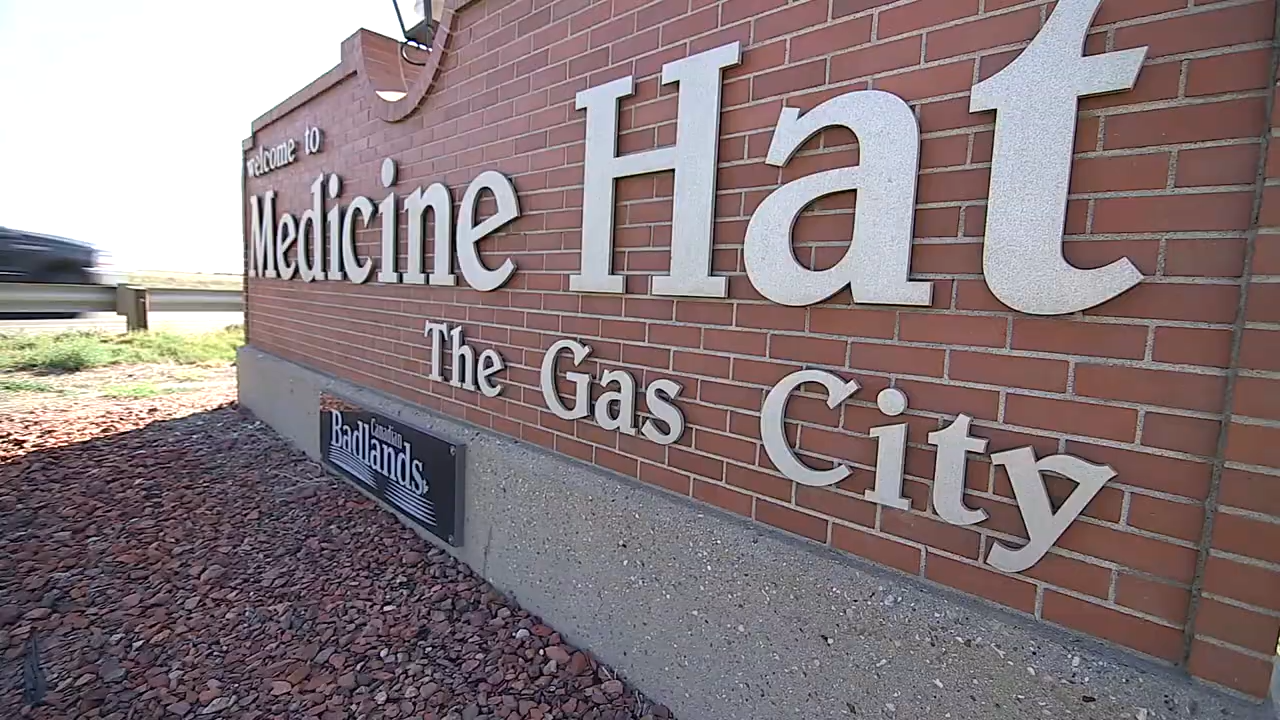 welcome to
Medicine Hat
The Gas City
Canadian
Badlands